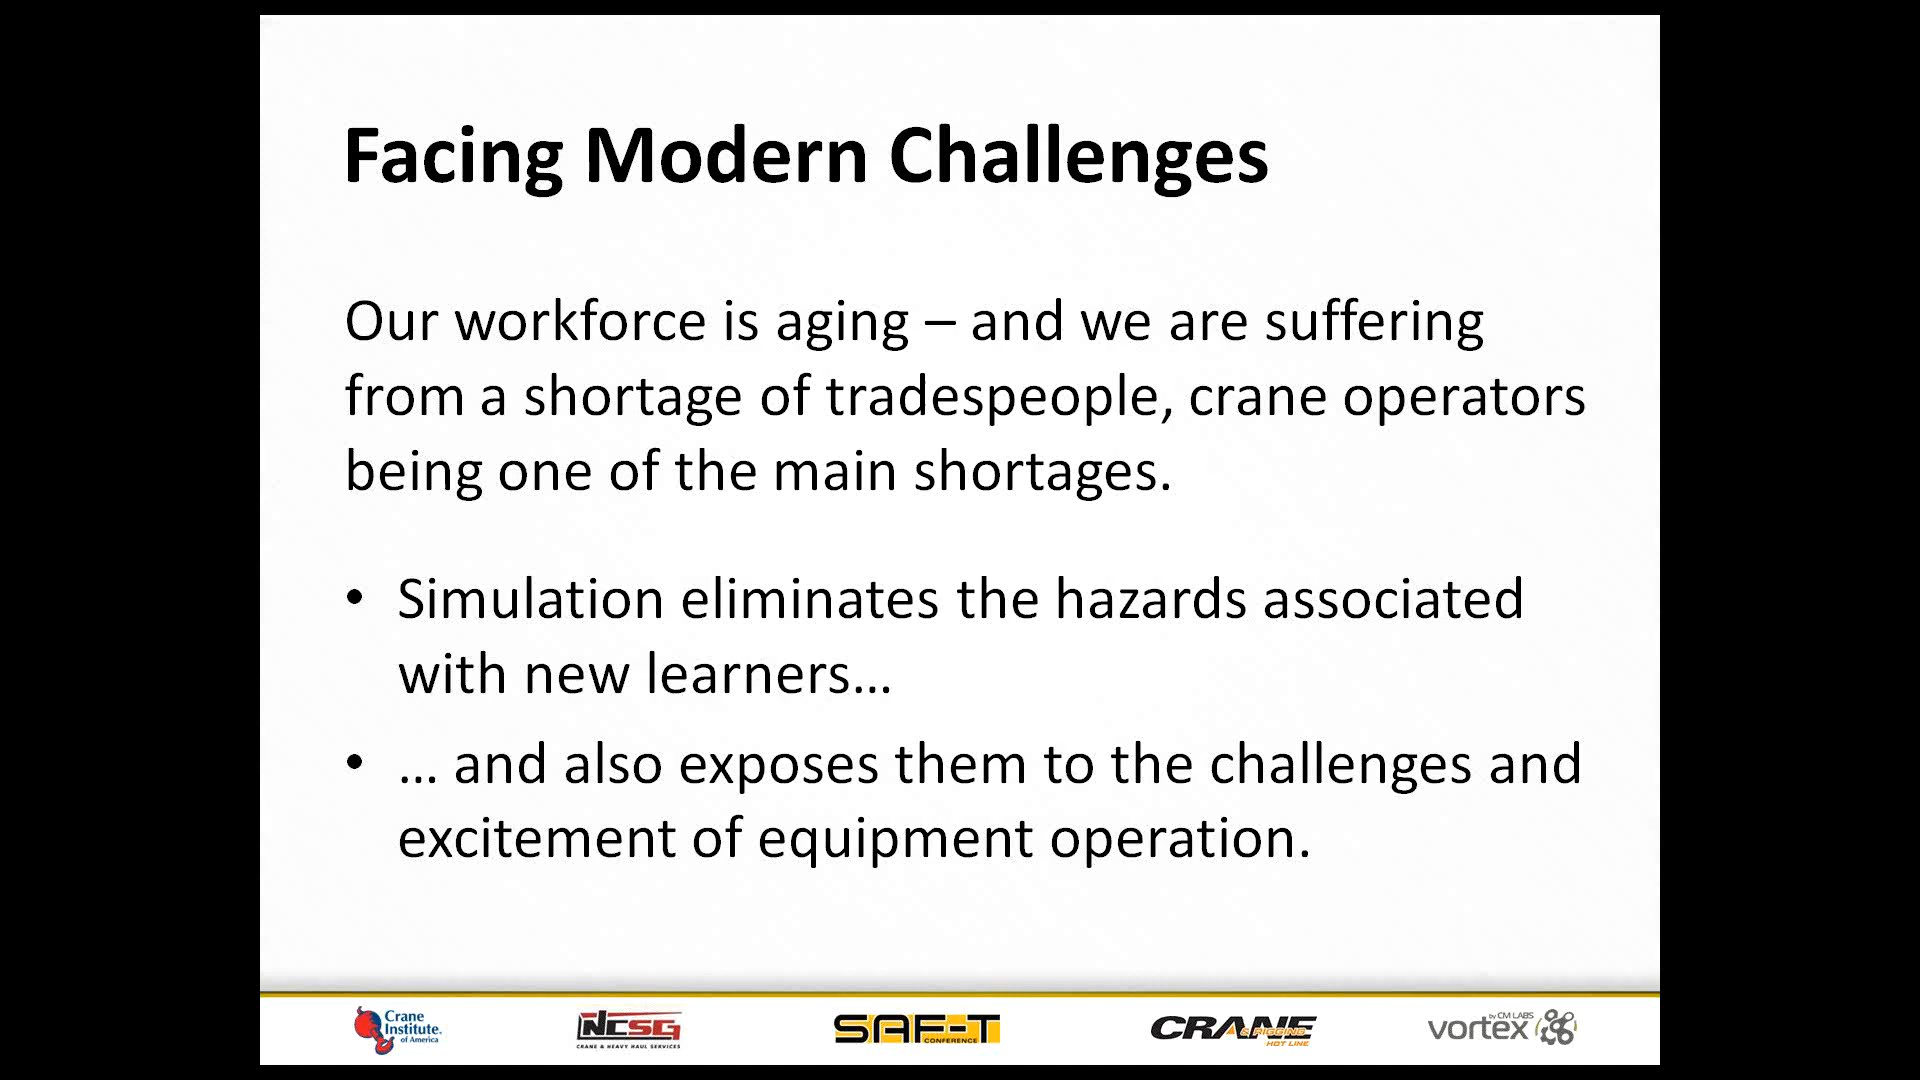 Facing Modern Challenges
Our workforce is aging – and we are suffering
from a shortage of tradespeople, crane operators
being one of the main shortages.
• Simulation eliminates the hazards associated
with new learners...
• ... and also exposes them to the challenges and
excitement of equipment operation.
Crane
Institute.
of America
NCSG
CRANE & HEAVY HAUL SERVICES
SAF-T
CONFERENCE
CRANE
& RIGGING
HOT LINE
by CM LABS
vortex